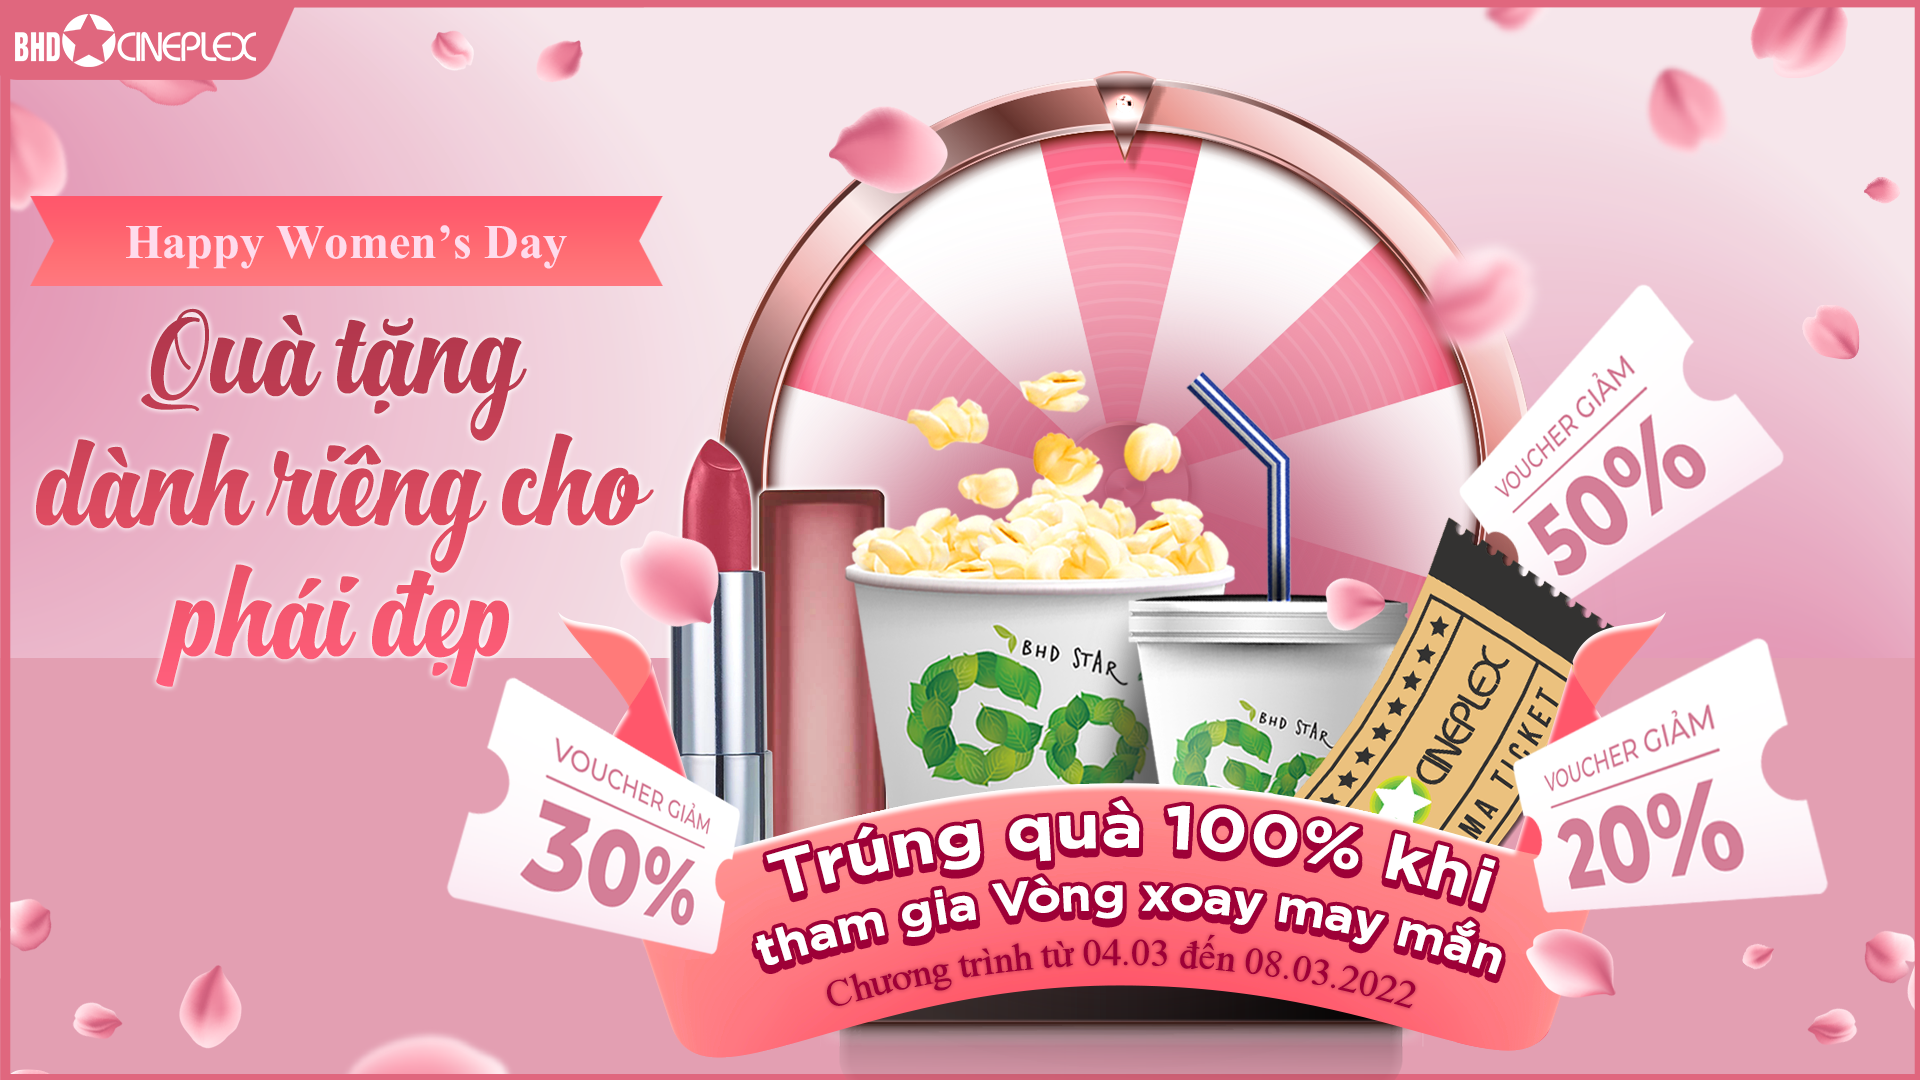 BHD CINEPLEX
Happy Women’s Day
Quà tặng
dành riêng cho
phái đẹp
VOUCHER GIẢM
50%
BHD STAR
GO
BHD STAR
GO
CINEPLEX
MA TICKET
VOUCHER GIẢM
30%
VOUCHER GIẢM
20%
Trúng quà 100% khi
tham gia Vòng xoay may mắn
Chương trình từ 04.03 đến 08.03.2022